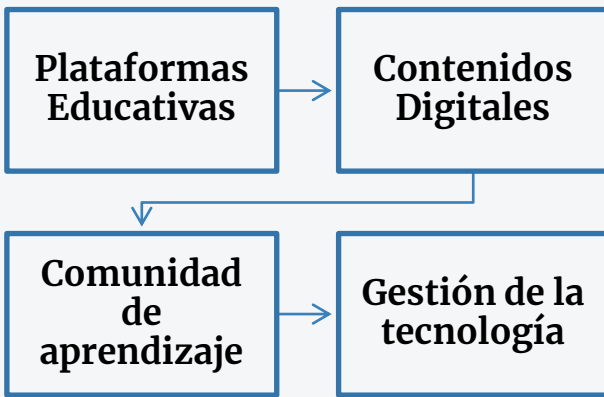 Plataformas
Educativas
Contenidos
Digitales
Comunidad
de
aprendizaje
Gestión de la
tecnología